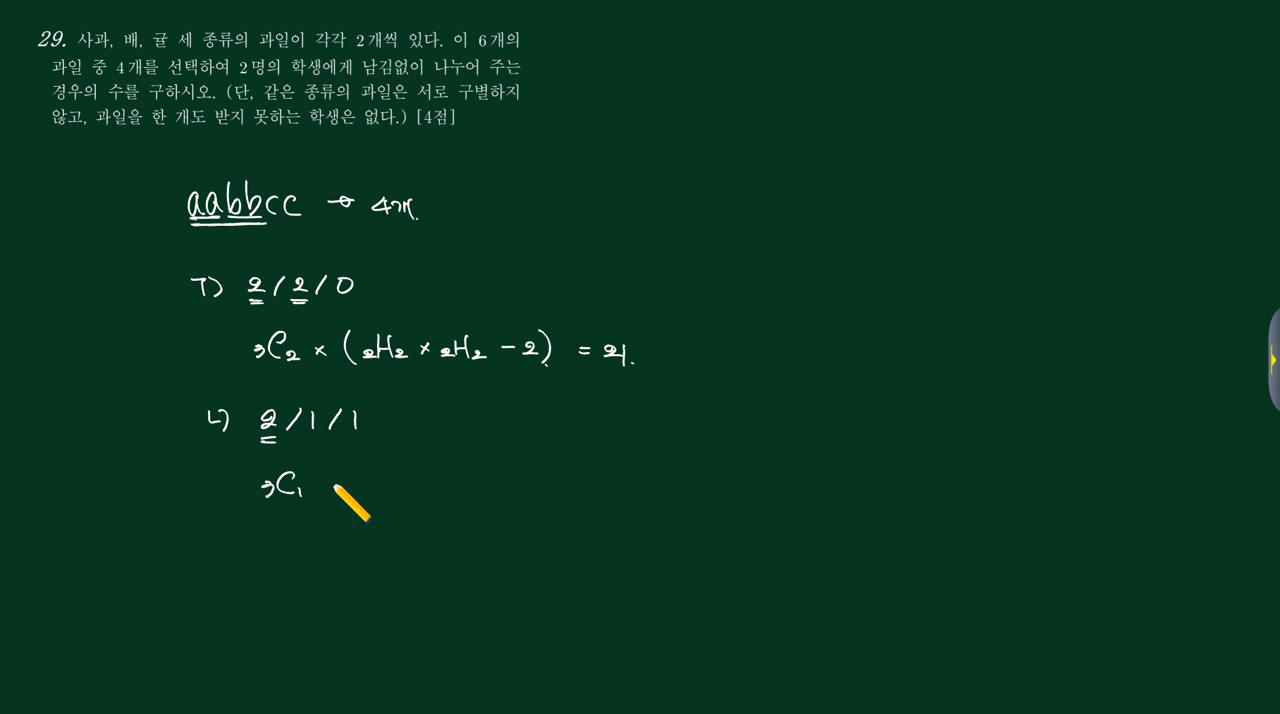 29. 사과, 배, 귤 세 종류의 과일이 각각 2개씩 있다. 이 6개의
과일 중 4개를 선택하여 2명의 학생에게 남김없이 나누어 주는
경우의 수를 구하시오. (단, 같은 종류의 과일은 서로 구별하지
않고, 과일을 한 개도 받지 못하는 학생은 없다.) [4점]
aabbcc → 4개.
ㄱ) 2/2/0
₃C₂ × (₂H₂ × ₂H₂ - 2) = 21.
ㄴ) 2/1/1
₃C₁